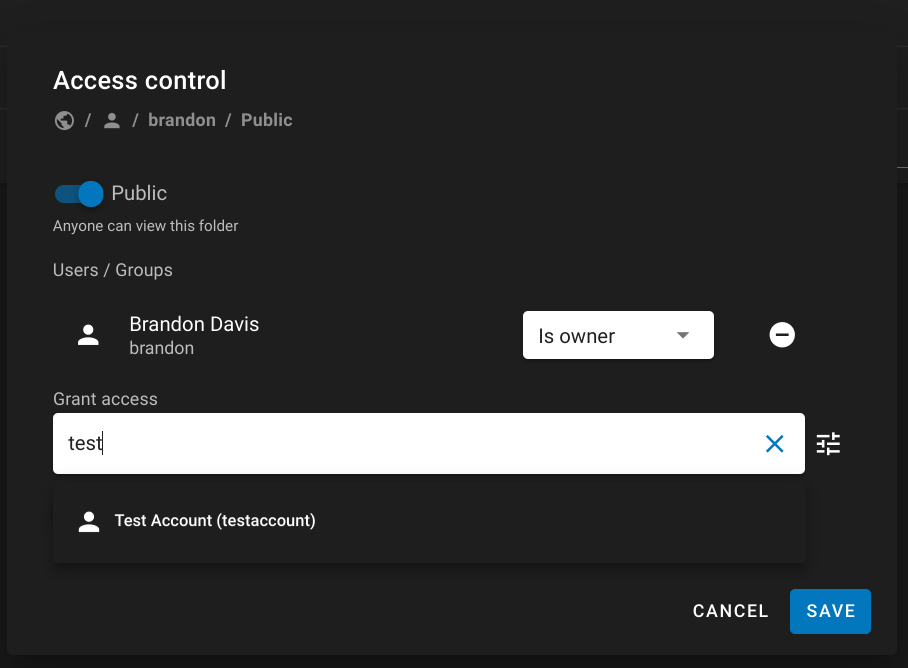 Access control
/ / brandon / Public
Public
Anyone can view this folder
Users / Groups
Brandon Davis
brandon
Is owner
Grant access
test
Test Account (testaccount)
CANCEL SAVE